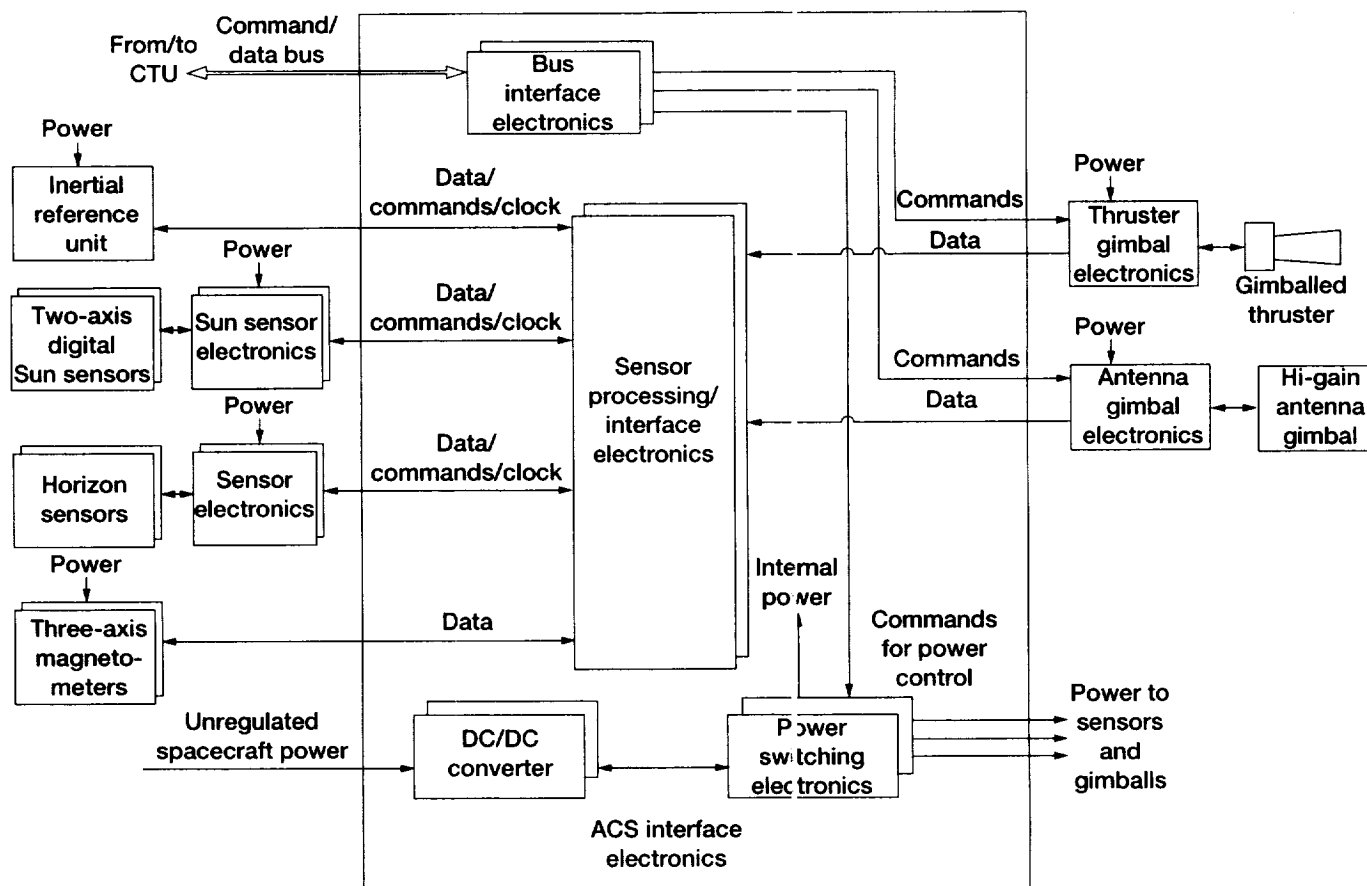 From/to
CTU
Command/
data bus
Bus
interface
electronics
Power
Inertial
reference
unit
Data/
commands/clock
Power
Two-axis
digital
Sun sensors
Sun sensor
electronics
Data/
commands/clock
Power
Horizon
sensors
Sensor
electronics
Data/
commands/clock
Power
Three-axis
magneto-
meters
Data
Sensor
processing/
interface
electronics
Commands
Data
Power
Thruster
gimbal
electronics
Gimballed
thruster
Commands
Data
Power
Antenna
gimbal
electronics
Hi-gain
antenna
gimbal
Internal
power
Commands
for power
control
Unregulated
spacecraft power
DC/DC
converter
Power
switching
electronics
Power to
sensors
and
gimballs
ACS interface
electronics